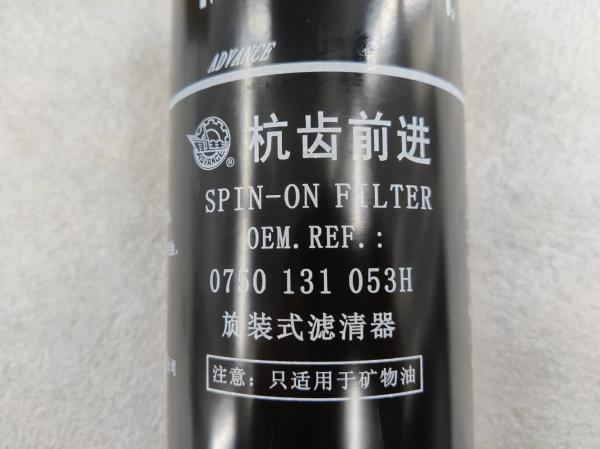 ADVANCE
杭齿前进
ADVANCE
®
SPIN-ON FILTER
OEM.REF.:
0750 131 053H
旋装式滤清器
注意：只适用于矿物油